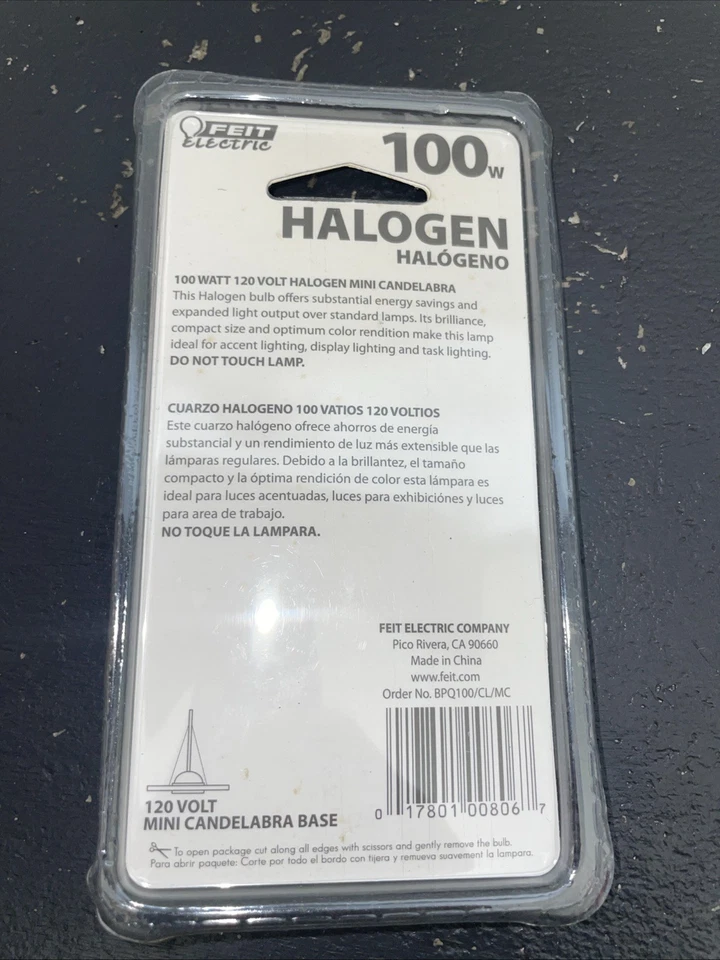 FEIT
Electric
100W
HALOGEN
HALÓGENO
100 WATT 120 VOLT HALOGEN MINI CANDELABRA
This Halogen bulb offers substantial energy savings and
expanded light output over standard lamps. Its brilliance,
compact size and optimum color rendition make this lamp
ideal for accent lighting, display lighting and task lighting.
DO NOT TOUCH LAMP.
CUARZO HALOGENO 100 VATIOS 120 VOLTIOS
Este cuarzo halógeno ofrece ahorros de energía
substancial y un rendimiento de luz más extensible que las
lámparas regulares. Debido a la brillantez, el tamaño
compacto y la óptima rendición de color esta lámpara es
ideal para luces acentuadas, luces para exhibiciónes y luces
para area de trabajo.
NO TOQUE LA LAMPARA.
FEIT ELECTRIC COMPANY
Pico Rivera, CA 90660
Made in China
www.feit.com
Order No. BPQ100/CL/MC
0 17801 00806 7
120 VOLT
MINI CANDELABRA BASE
To open package cut along all edges with scissors and gently remove the bulb.
Para abrir paquete: Corte por todo el bordo con tijera y remueva suavement la lampara.